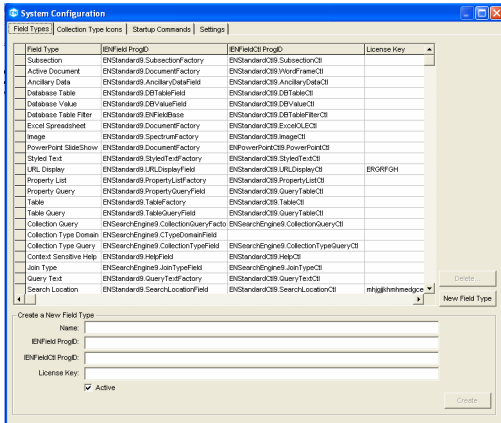 System Configuration
Field Types Collection Type Icons Startup Commands Settings
Field Type IENField ProgID IENFieldCtl ProgID License Key
Subsection ENStandard9.SubsectionFactory ENStandardCtl9.SubsectionCtl
Active Document ENStandard9.DocumentFactory ENStandardCtl9.WordFrameCtl
Ancillary Data ENStandard9.AncillaryDataField ENStandardCtl9.AncillaryDataCtl
Database Table ENStandard9.DBTableField ENStandardCtl9.DBTableCtl
Database Value ENStandard9.DBValueField ENStandardCtl9.DBValueCtl
Database Table Filter ENStandard9.ENFieldBase ENStandardCtl9.DBTableFilterCtl
Excel Spreadsheet ENStandard9.DocumentFactory ENStandardCtl9.ExcelOLECtl
Image ENStandard9.SpectrumFactory ENStandardCtl9.ImageCtl
PowerPoint SlideShow ENStandard9.DocumentFactory ENPowerPointCtl9.PowerPointCtl
Styled Text ENStandard9.StyledTextFactory ENStandardCtl9.StyledTextCtl
URL Display ENStandard9.URLDisplayField ENStandardCtl9.URLDisplayCtl ERGRFGH
Property List ENStandard9.PropertyListFactory ENStandardCtl9.PropertyListCtl
Property Query ENStandard9.PropertyQueryField ENStandardCtl9.QueryTableCtl
Table ENStandard9.TableFactory ENStandardCtl9.TableCtl
Table Query ENStandard9.TableQueryField ENStandardCtl9.QueryTableCtl
Collection Query ENSearchEngine9.CollectionQueryFacto ENSearchEngine9.CollectionQueryCtl
Collection Type Domain ENSearchEngine9.CTypeDomainField
Collection Type Query ENSearchEngine9.CollectionTypeField ENSearchEngine9.CollectionTypeQueryCtl
Context Sensitive Help ENStandard9.HelpField ENStandardCtl9.HelpCtl
Join Type ENSearchEngine9.JoinTypeField ENSearchEngine9.JoinTypeCtl
Query Text ENStandard9.QueryTextFactory ENStandardCtl9.QueryTextCtl
Search Location ENStandard9.SearchLocationField ENStandardCtl9.SearchLocationCtl
Delete...
New Field Type
Create a New Field Type
Name:
IENField ProgID:
IENFieldCtl ProgID:
License Key:
Active
Create